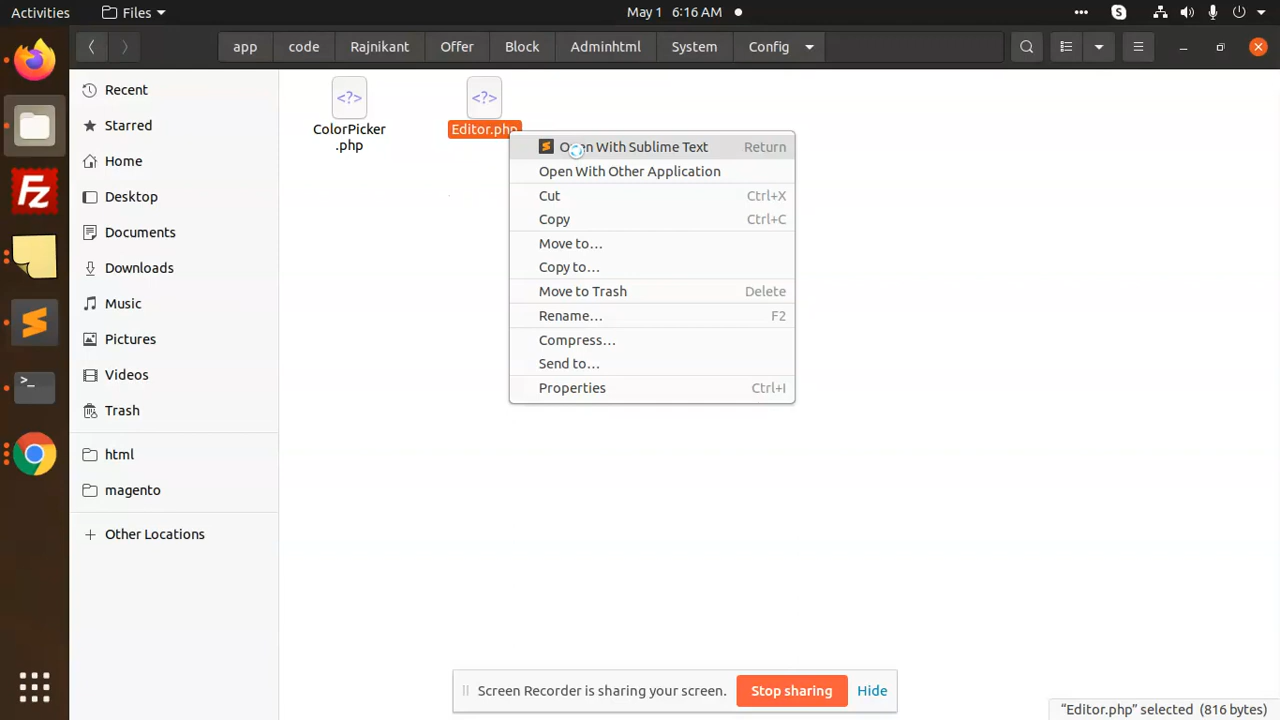 Activities
Files
May 1 6:16 AM
app
code
Rajnikant
Offer
Block
Adminhtml
System
Config
Recent
Starred
Home
Desktop
Documents
Downloads
Music
Pictures
Videos
Trash
html
magento
Other Locations
ColorPicker
.php
Editor.php
Open With Sublime Text Return
Open With Other Application
Cut Ctrl+X
Copy Ctrl+C
Move to…
Copy to…
Move to Trash Delete
Rename… F2
Compress…
Send to…
Properties Ctrl+I
Screen Recorder is sharing your screen. Stop sharing Hide
“Editor.php” selected (816 bytes)